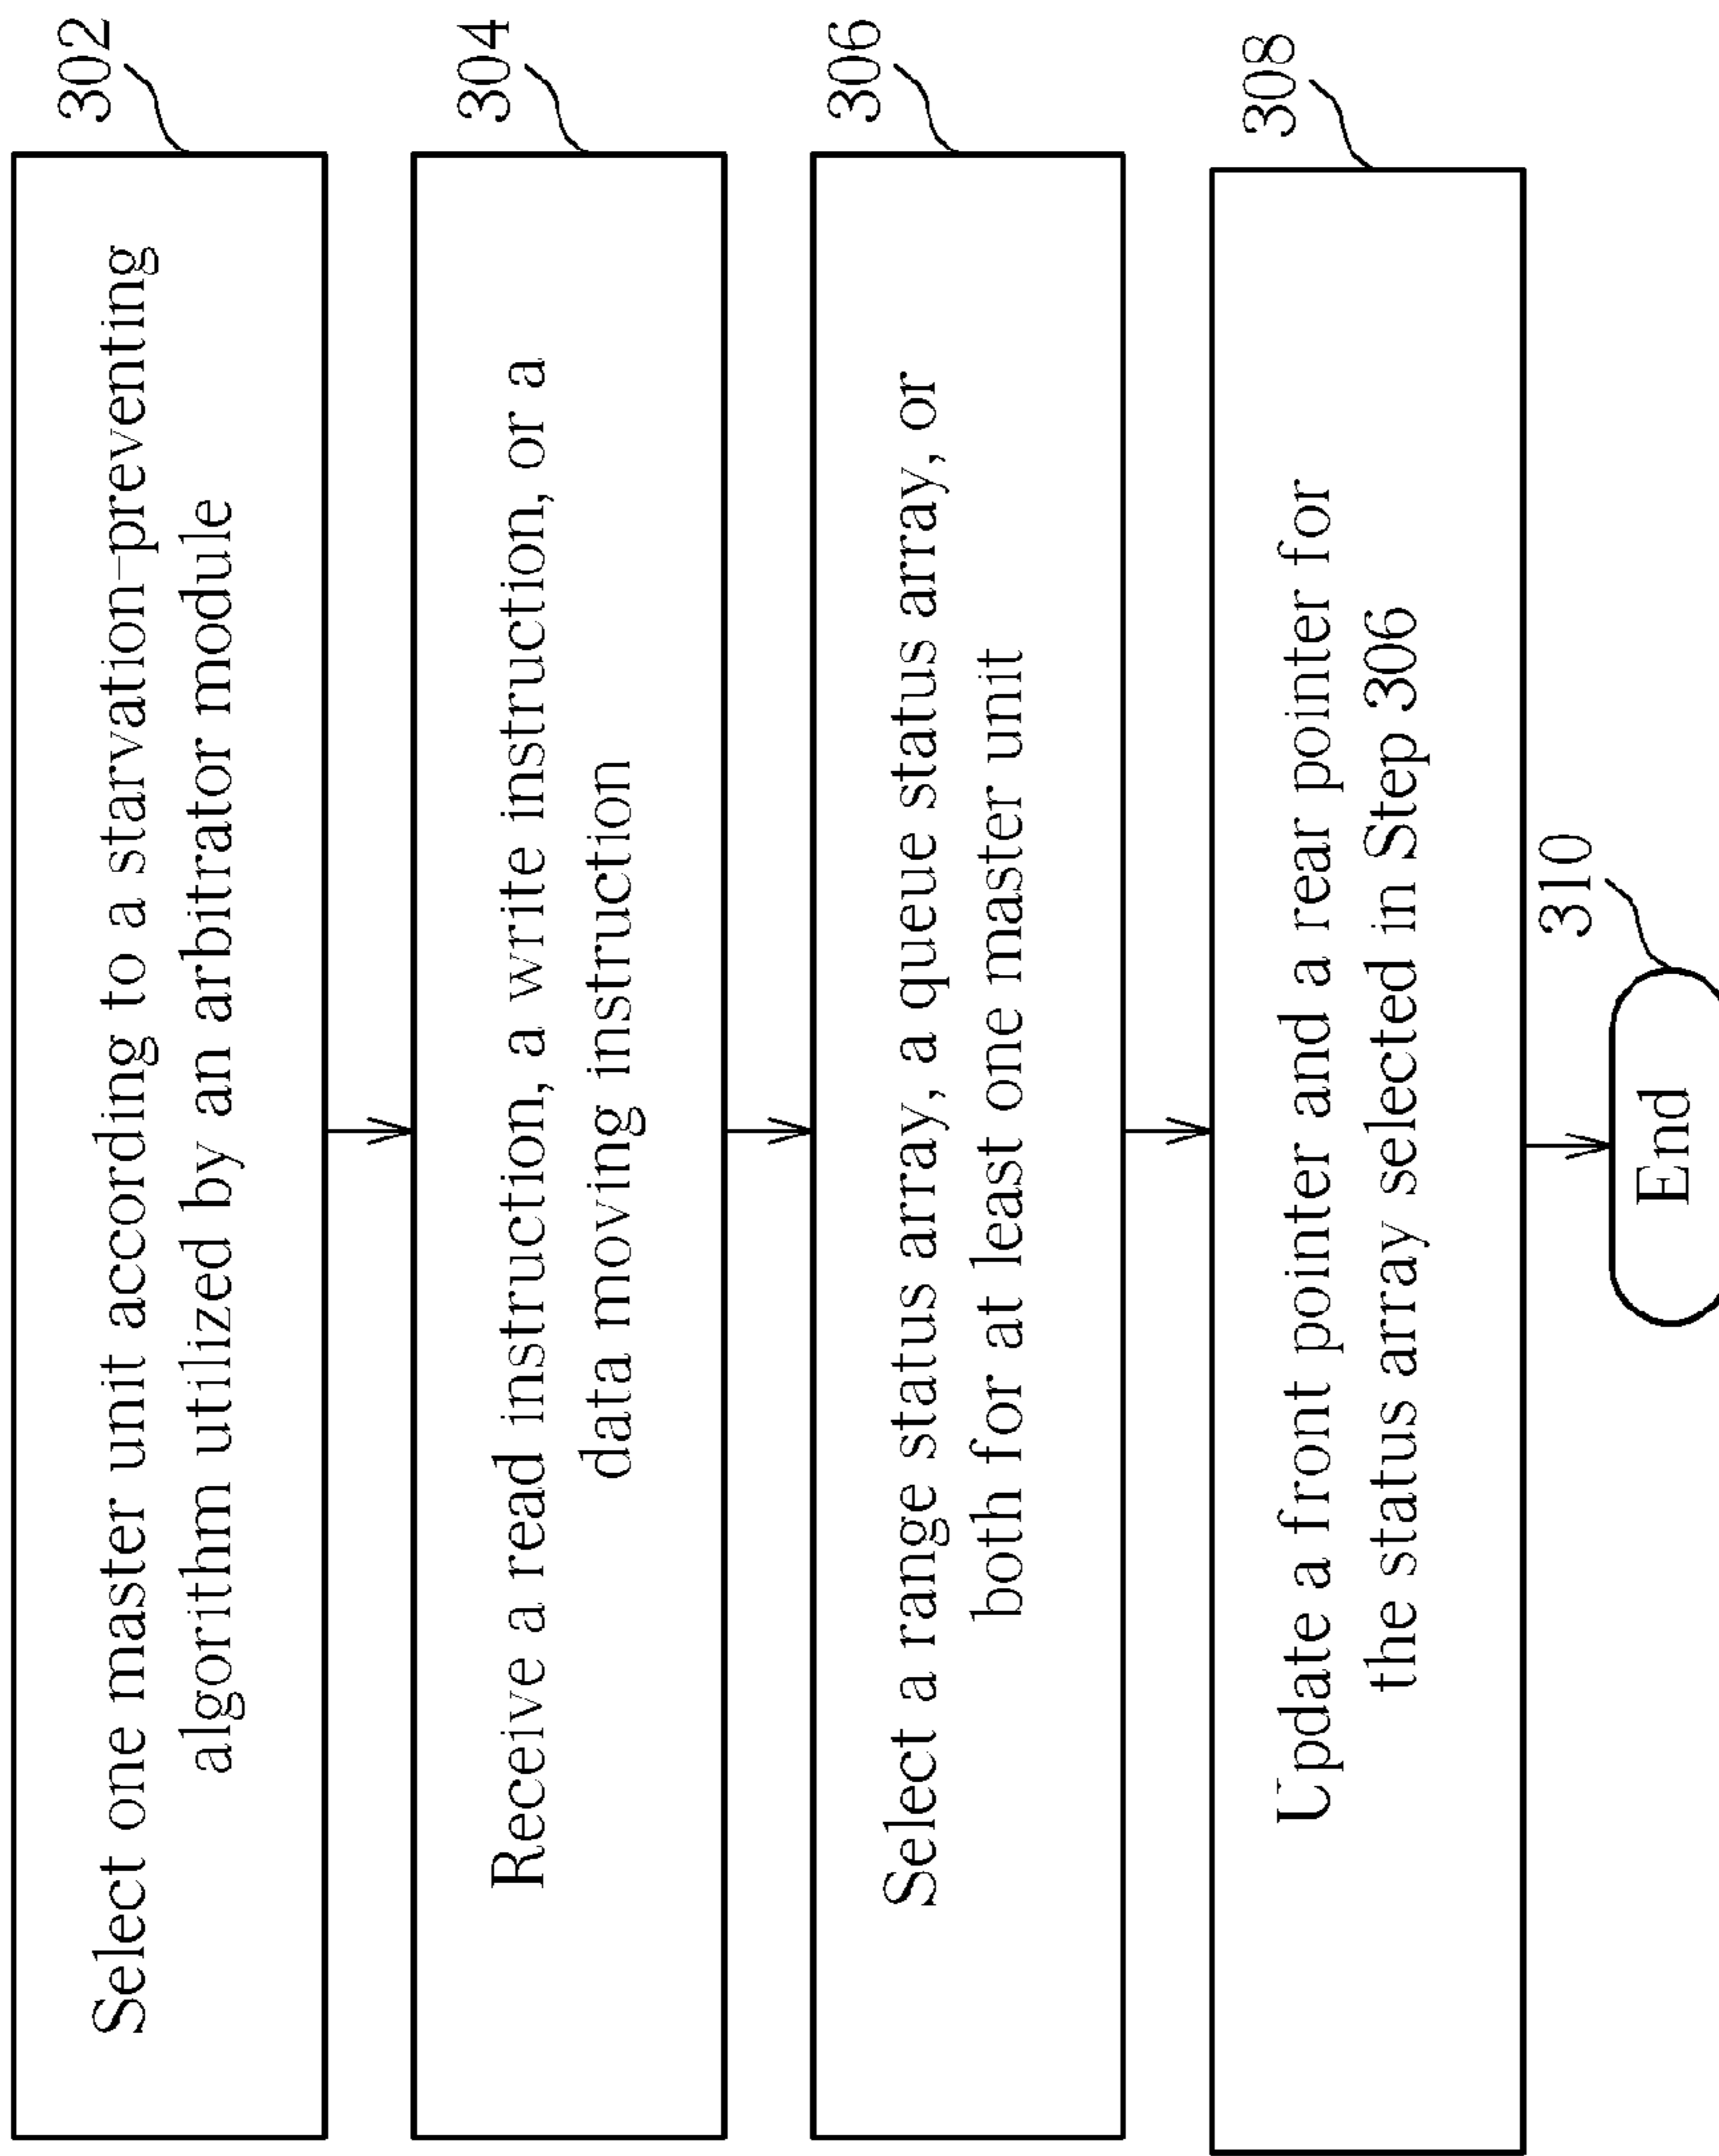 302
Select one master unit according to a starvation-preventing
algorithm utilized by an arbitrator module
304
Receive a read instruction, a write instruction, or a
data moving instruction
306
Select a range status array, a queue status array, or
both for at least one master unit
308
Update a front pointer and a rear pointer for
the status array selected in Step 306
310
End